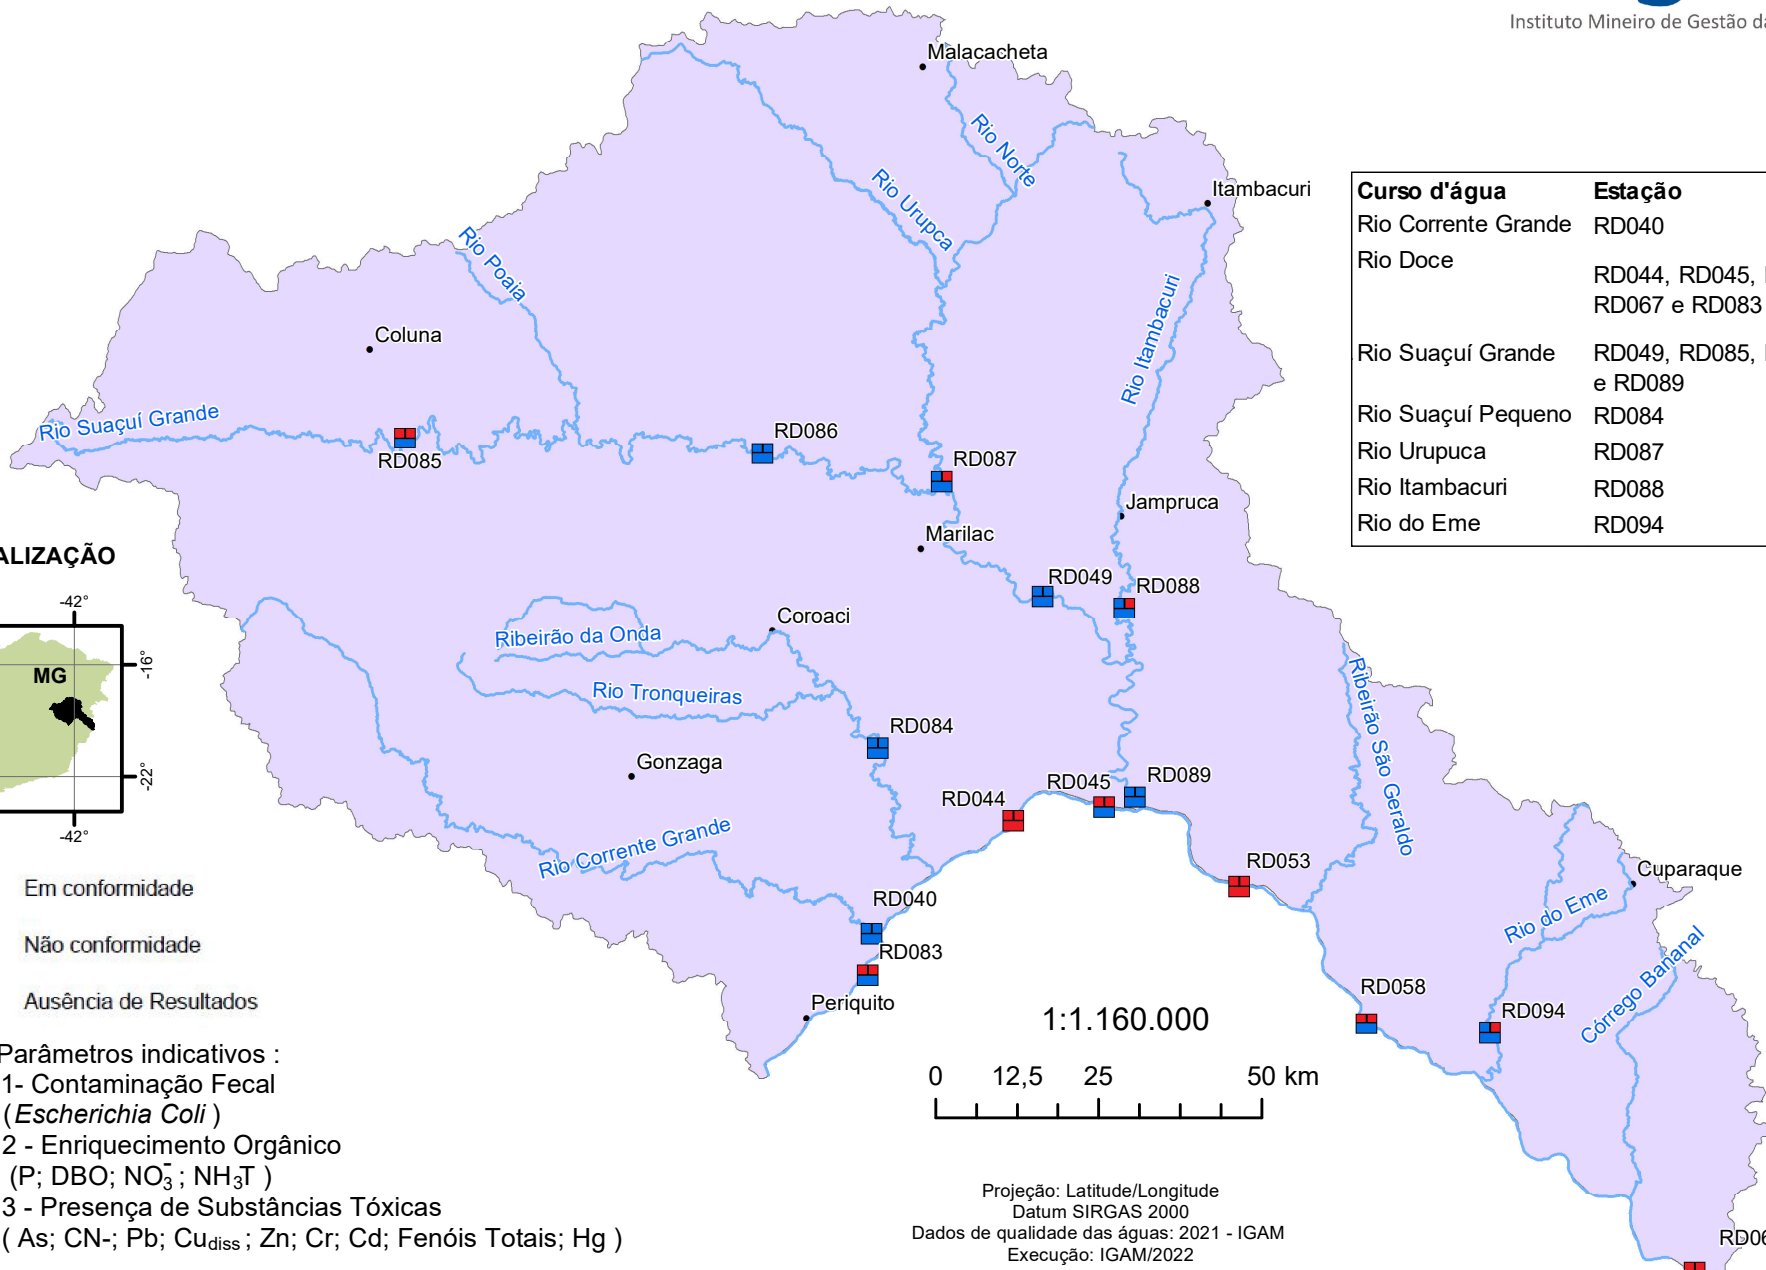 Instituto Mineiro de Gestão
Malacacheta
Rio Norte
Itambacuri
Rio Urupca
Rio Poaia
Rio Itambacuri
Coluna
Rio Suaçuí Grande
RD085
RD086
RD087
Jampruca
Marilac
RD049
RD088
Coroaci
Ribeirão da Onda
Rio Tronqueiras
Ribeirão São Geraldo
RD084
Gonzaga
RD044
RD045
RD089
Rio Corrente Grande
RD053
Cuparaque
RD040
RD083
Rio do Eme
Córrego Bananal
Periquito
RD058
RD094
Curso d'água Estação
Rio Corrente Grande RD040
Rio Doce
RD044, RD045,
RD067 e RD083
Rio Suaçuí Grande RD049, RD085,
e RD089
Rio Suaçuí Pequeno RD084
Rio Urupuca RD087
Rio Itambacuri RD088
Rio do Eme RD094
ALIZAÇÃO
-42°
MG
-16°
-22°
-42°
Em conformidade
Não conformidade
Ausência de Resultados
Parâmetros indicativos :
1- Contaminação Fecal
(Escherichia Coli )
2 - Enriquecimento Orgânico
(P; DBO; NO₃⁻; NH₃T )
3 - Presença de Substâncias Tóxicas
( As; CN-; Pb; Cudiss; Zn; Cr; Cd; Fenóis Totais; Hg )
1:1.160.000
0 12,5 25 50 km
Projeção: Latitude/Longitude
Datum SIRGAS 2000
Dados de qualidade das águas: 2021 - IGAM
Execução: IGAM/2022